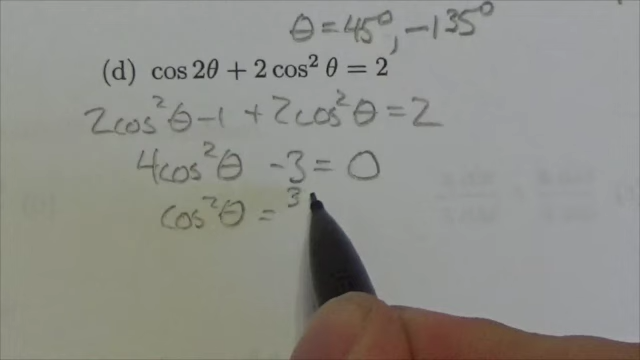 θ = 45°, -135°
(d) cos 2θ + 2 cos² θ = 2
2cos²θ - 1 + 2cos²θ = 2
4cos²θ - 3 = 0
cos²θ = 3